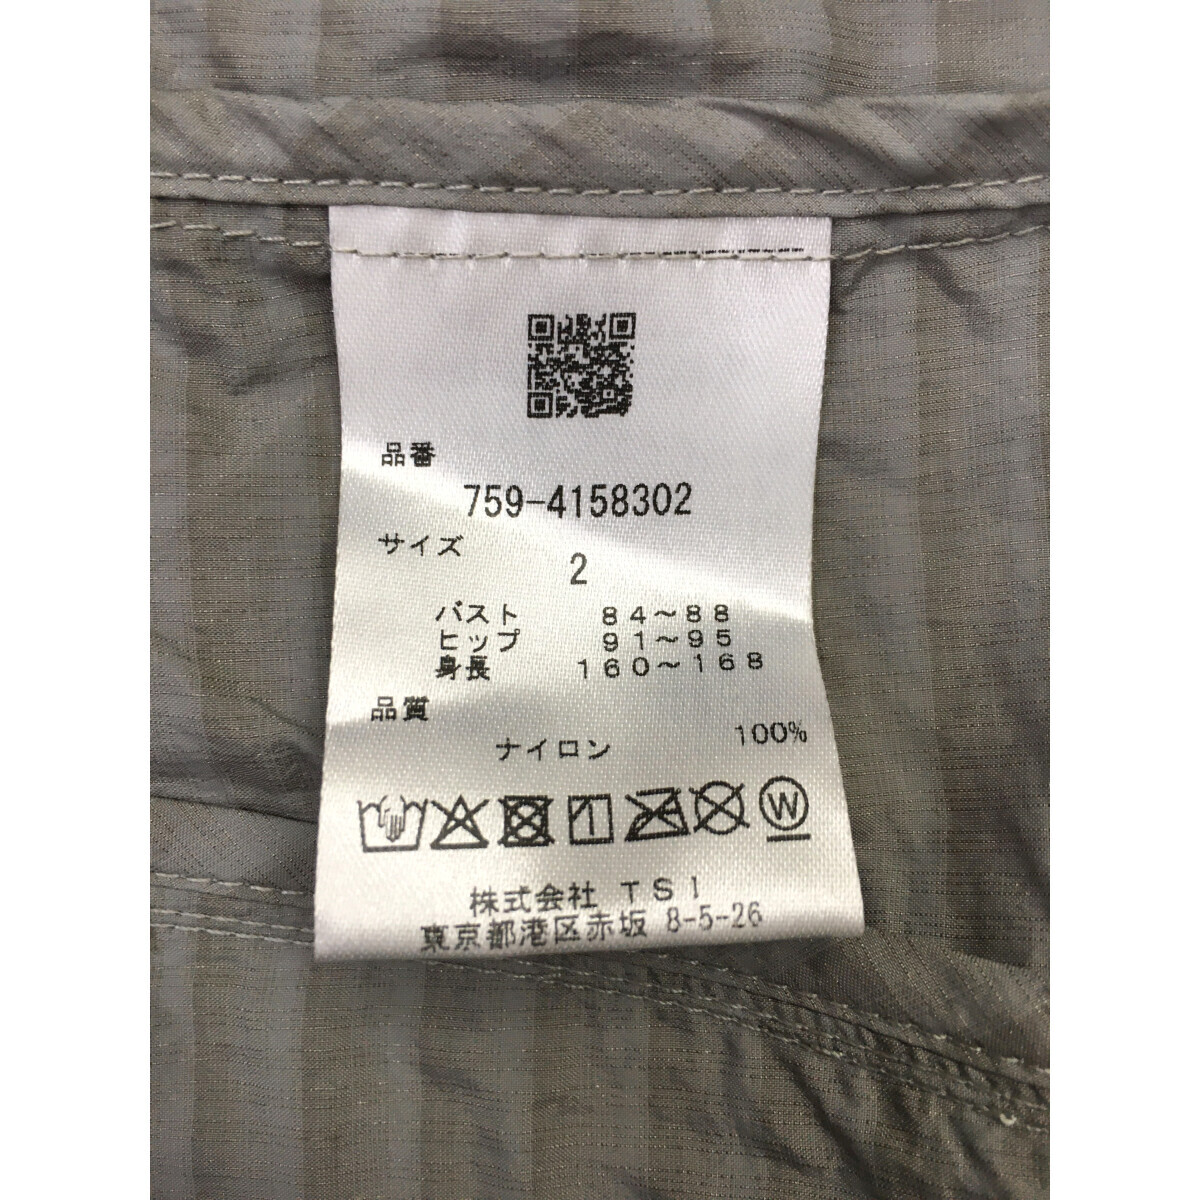 品番
759-4158302
サイズ
2
バスト 84～88
ヒップ 91～95
身長 160～168
品質
ナイロン 100%
W
株式会社 TSI
東京都港区赤坂 8-5-26